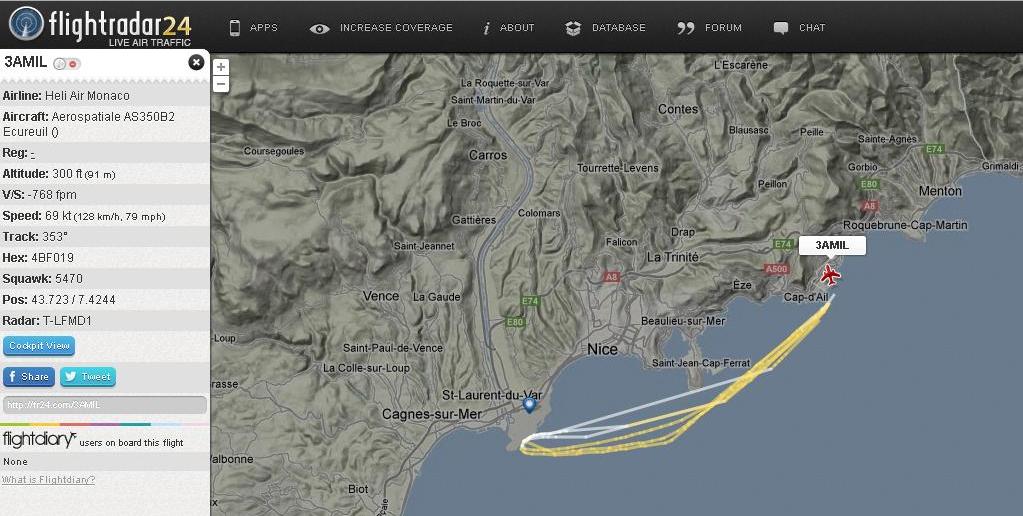 flightradar24
LIVE AIR TRAFFIC
APPS
INCREASE COVERAGE
i ABOUT
DATABASE
FORUM
CHAT
3AMIL
Airline: Heli Air Monaco
Aircraft: Aerospatiale AS350B2
Ecureuil ()
Reg: -
Altitude: 300 ft (91 m)
V/S: -768 fpm
Speed: 69 kt (128 km/h, 79 mph)
Track: 353°
Hex: 4BF019
Squawk: 5470
Pos: 43.723 / 7.4244
Radar: T-LFMD1
Cockpit View
f Share
Tweet
http://fr24.com/3AMIL
flightdiary users on board this flight
None
What is Flightdiary?
+
−
L'Escarène
La Roquette-sur-Var
Saint-Martin-du-Var
Contes
Le Broc
Blausasc
Peille
Sainte-Agnès
Coursegoules
E74
Carros
Tourrette-Levens
Gorbio
Grimaldi
Peillon
E80
Menton
A8
Colomars
Gattières
Roquebrune-Cap-Martin
Drap
Saint-Jeannet
Falicon
E74
3AMIL
La Trinité
A8
A500
Èze
Vence
La Gaude
Cap-d'Ail
E74
E80
Beaulieu-sur-Mer
Loup
Saint-Paul-de-Vence
Nice
La Colle-sur-Loup
Saint-Jean-Cap-Ferrat
rasse
St-Laurent-du-Var
Cagnes-sur-Mer
Valbonne
Biot